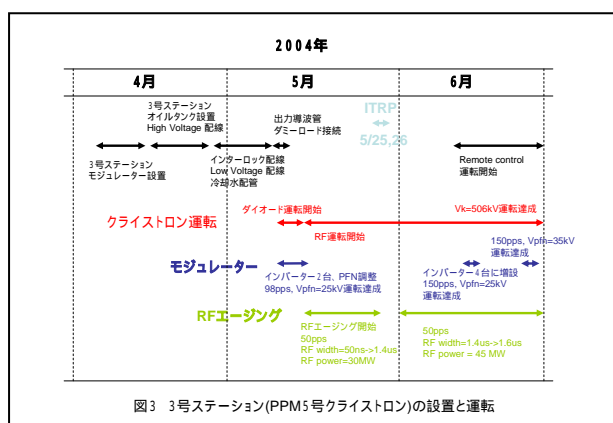 2004年
4月
5月
6月
ITRP
5/25,26
3号ステーション
オイルタンク設置
High Voltage 配線
出力導波管
ダミーロード接続
3号ステーション
モジュレーター設置
インターロック配線
Low Voltage 配線
冷却水配管
Remote control
運転開始
クライストロン運転
ダイオード運転開始
RF運転開始
Vk=506kV運転達成
モジュレーター
インバーター2台、PFN調整
98pps, Vpfn=25kV運転達成
150pps, Vpfn=35kV
運転達成
インバーター4台に増設
150pps, Vpfn=25kV
運転達成
RFエージング
RFエージング開始
50pps
RF width=50ns->1.4us
RF power=30MW
50pps
RF width=1.4us->1.6us
RF power = 45 MW
図3 3号ステーション(PPM5号クライストロン)の設置と運転